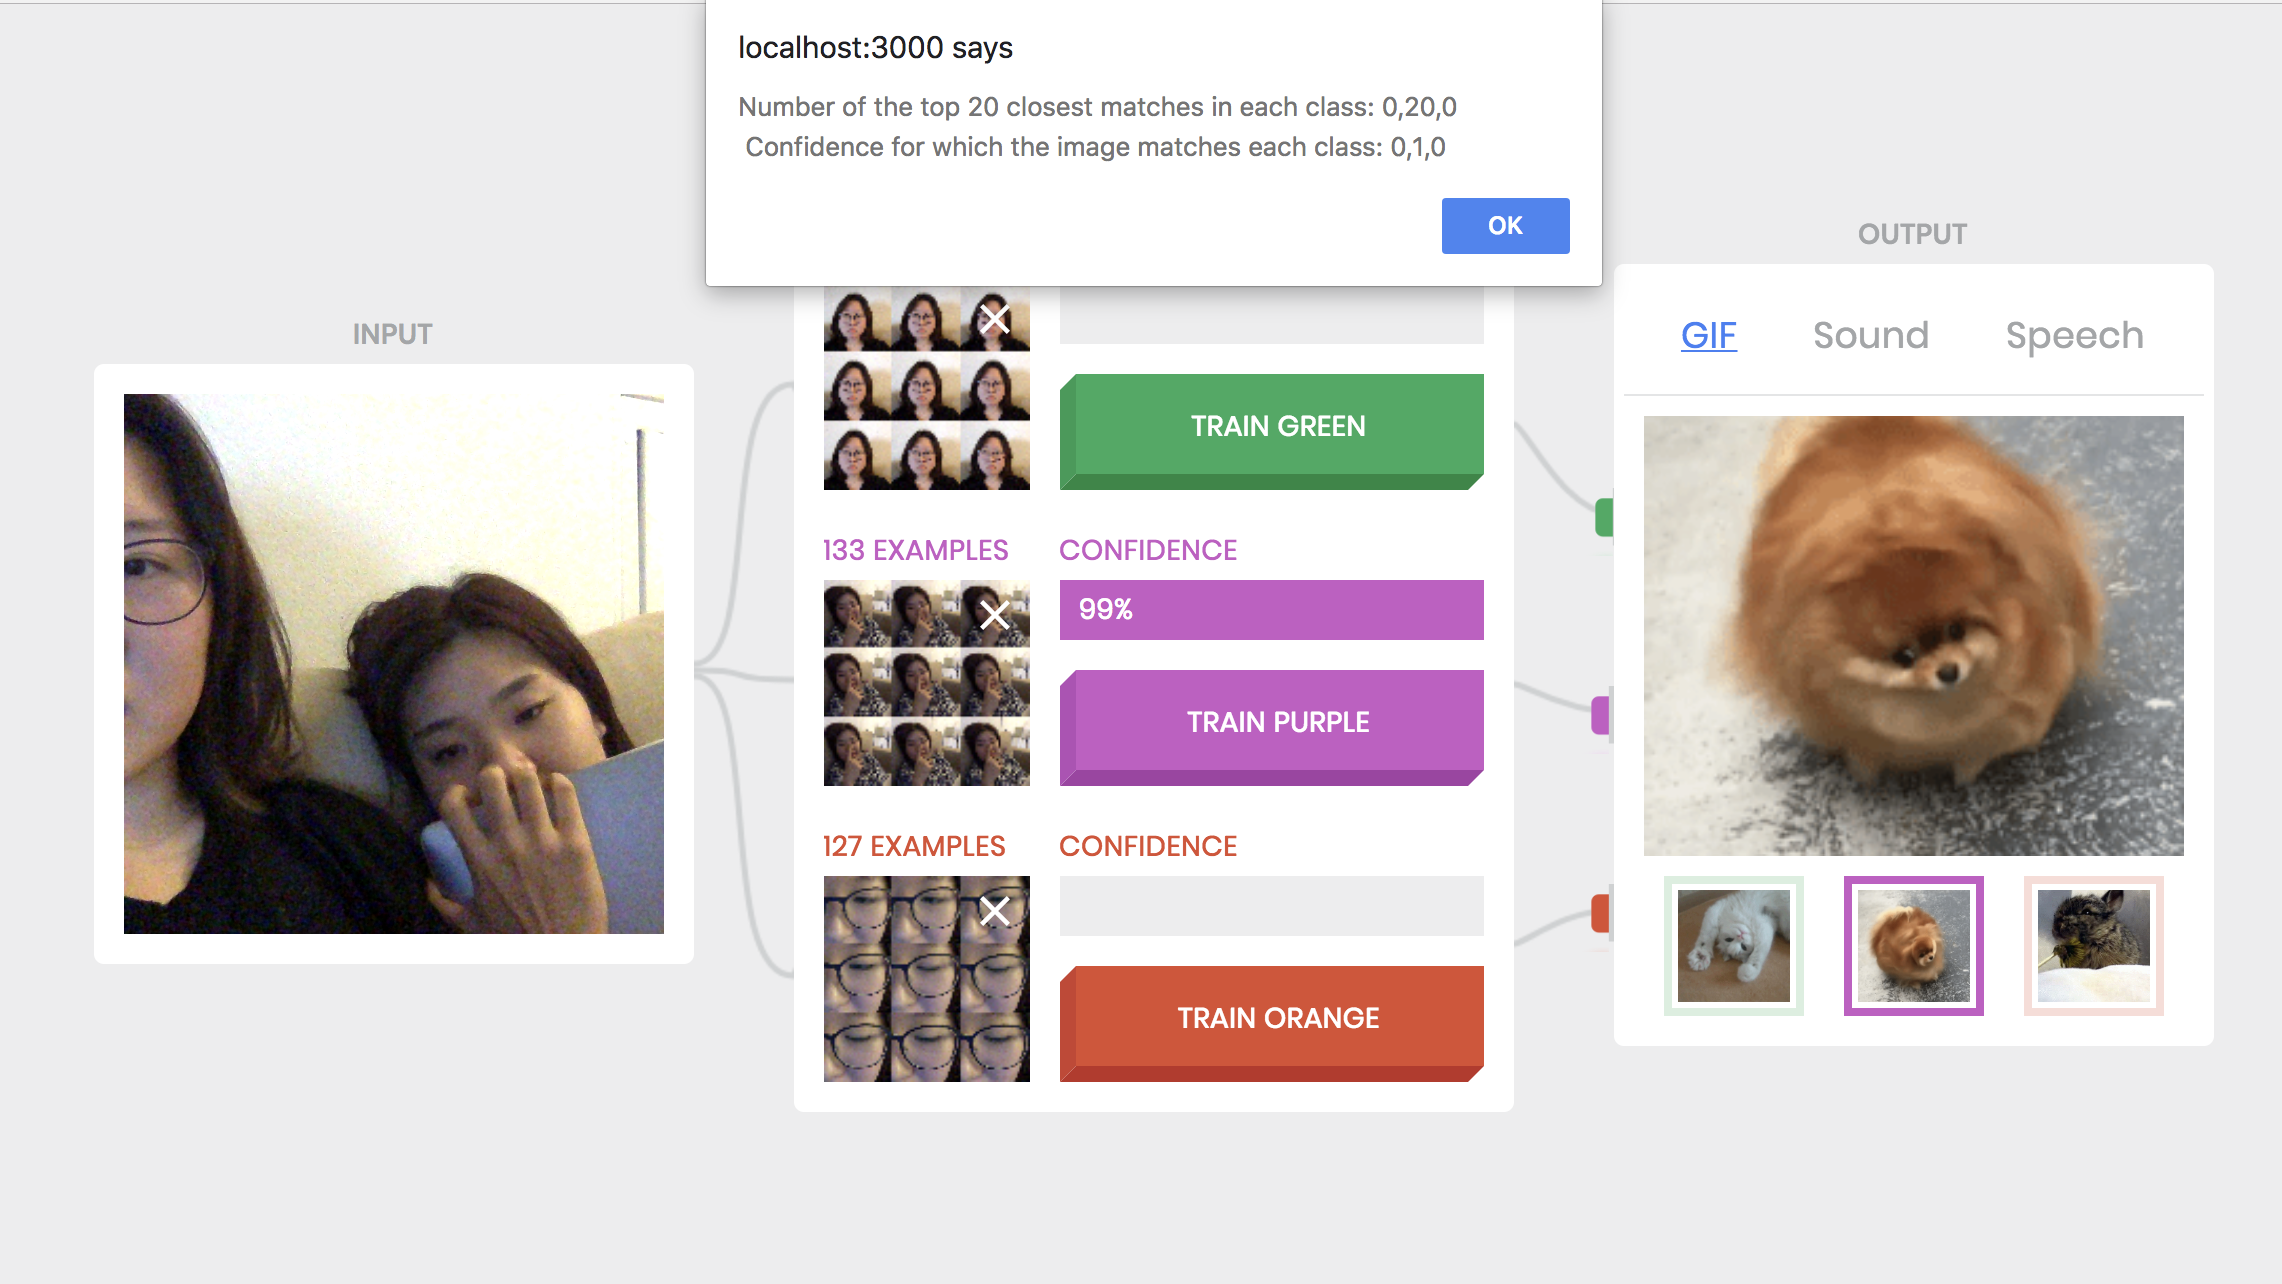 localhost:3000 says
Number of the top 20 closest matches in each class: 0,20,0
Confidence for which the image matches each class: 0,1,0
OK
INPUT
TRAIN GREEN
133 EXAMPLES
CONFIDENCE
99%
TRAIN PURPLE
127 EXAMPLES
CONFIDENCE
TRAIN ORANGE
OUTPUT
GIF
Sound
Speech